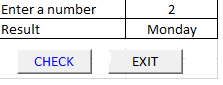 Enter a number 2
Result Monday
CHECK EXIT